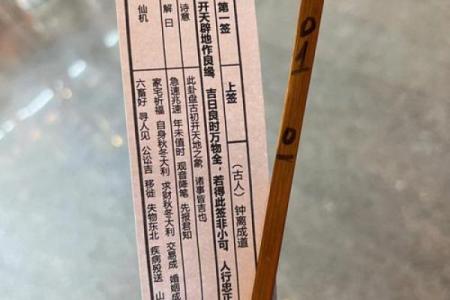 第一签 上签 (古人) 钟离成道
开天辟地作良缘 吉日良时万物全 若得此签非小可 人行忠正
诗意 此卦盘古初开天地之象 诸事皆吉也
解曰 急速兆速 年未值时 观音降笔 先报君知
仙机 家宅祈福 自身秋冬大利 求财秋冬大利 交易成 婚姻成
六畜好 寻人见 公讼吉 移徙 失物东北 疾病设送 山
0
1
0